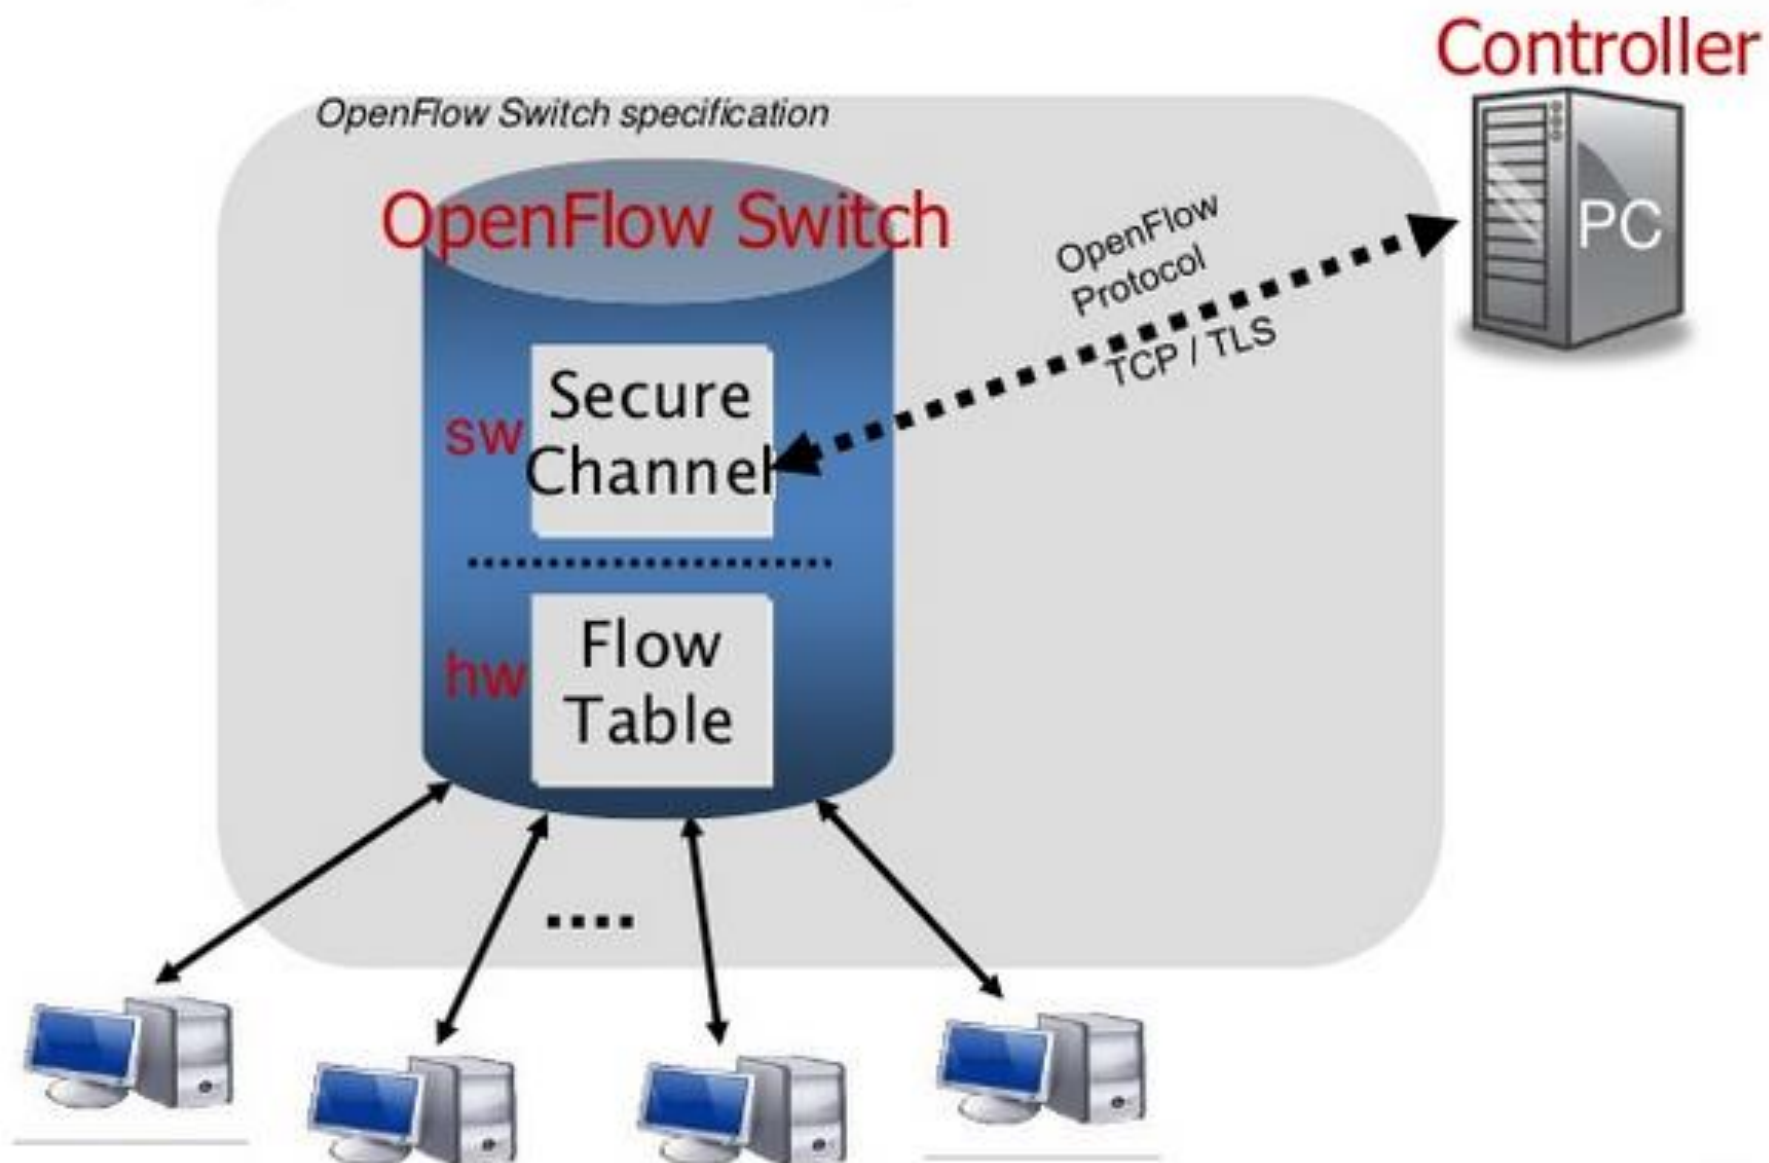 Controller
OpenFlow Switch specification
OpenFlow Switch
OpenFlow
Protocol
TCP / TLS
PC
sw
Secure
Channel
hw
Flow
Table